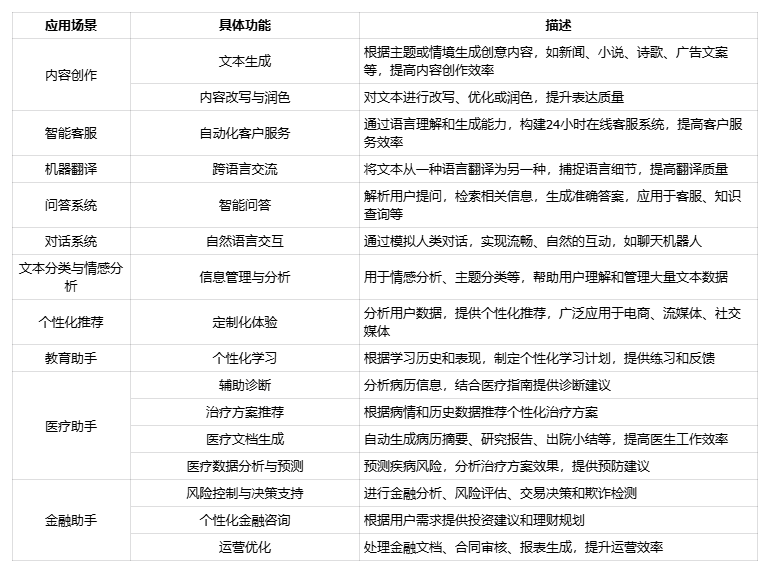 应用场景 具体功能 描述
内容创作 文本生成 根据主题或情境生成创意内容，如新闻、小说、诗歌、广告文案
等，提高内容创作效率
内容改写与润色 对文本进行改写、优化或润色，提升表达质量
智能客服 自动化客户服务 通过语言理解和生成能力，构建24小时在线客服系统，提高客户服
务效率
机器翻译 跨语言交流 将文本从一种语言翻译为另一种，捕捉语言细节，提高翻译质量
问答系统 智能问答 解析用户提问，检索相关信息，生成准确答案，应用于客服、知识
查询等
对话系统 自然语言交互 通过模拟人类对话，实现流畅、自然的互动，如聊天机器人
文本分类与情感分
析 信息管理与分析 用于情感分析、主题分类等，帮助用户理解和管理大量文本数据
个性化推荐 定制化体验 分析用户数据，提供个性化推荐，广泛应用于电商、流媒体、社交
媒体
教育助手 个性化学习 根据学习历史和表现，制定个性化学习计划，提供练习和反馈
医疗助手 辅助诊断 分析病历信息，结合医疗指南提供诊断建议
治疗方案推荐 根据病情和历史数据推荐个性化治疗方案
医疗文档生成 自动生成病历摘要、研究报告、出院小结等，提高医生工作效率
医疗数据分析与预测 预测疾病风险，分析治疗方案效果，提供预防建议
金融助手 风险控制与决策支持 进行金融分析、风险评估、交易决策和欺诈检测
个性化金融咨询 根据用户需求提供投资建议和理财规划
运营优化 处理金融文档、合同审核、报表生成，提升运营效率